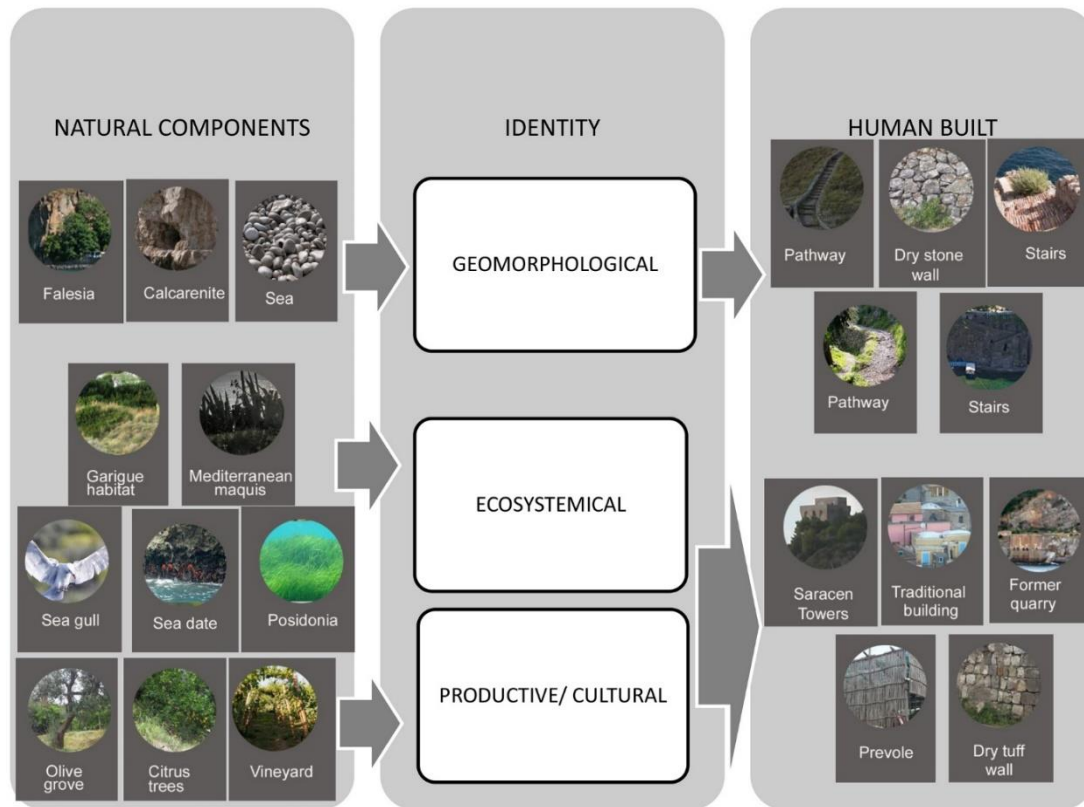 NATURAL COMPONENTS
Falesia
Calcarenite
Sea
Garigue
habitat
Mediterranean
maquis
Sea gull
Sea date
Posidonia
Olive
grove
Citrus
trees
Vineyard
IDENTITY
GEOMORPHOLOGICAL
ECOSYSTEMICAL
PRODUCTIVE/ CULTURAL
HUMAN BUILT
Pathway
Dry stone
wall
Stairs
Pathway
Stairs
Saracen
Towers
Traditional
building
Former
quarry
Prevole
Dry tuff
wall